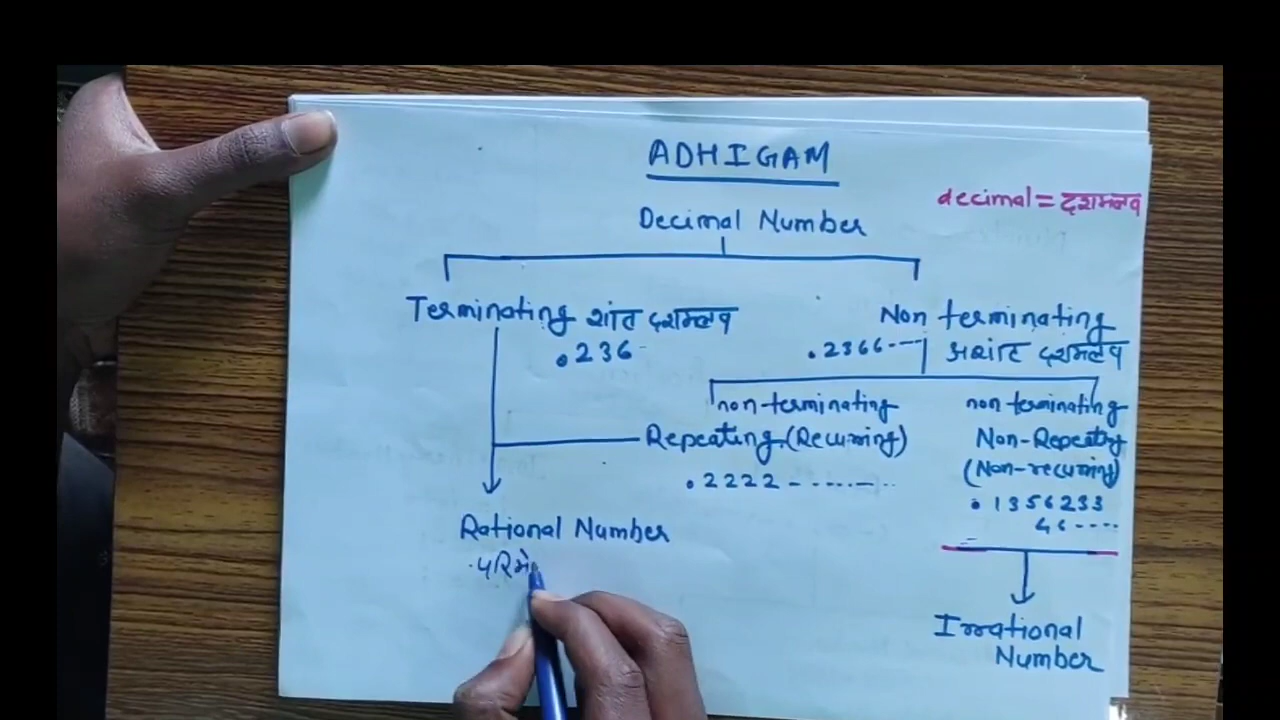 ADHIGAM
decimal = दशमलव
Decimal Number
Terminating शांत दशमलव
.236
Non terminating
.2366---- अशांत दशमलव
non terminating
Repeating.(Recurring)
.2222-------
non terminating
Non-Repeating
(Non-recurring)
.1356233
46----
Rational Number
परिमे
Irrational
Number